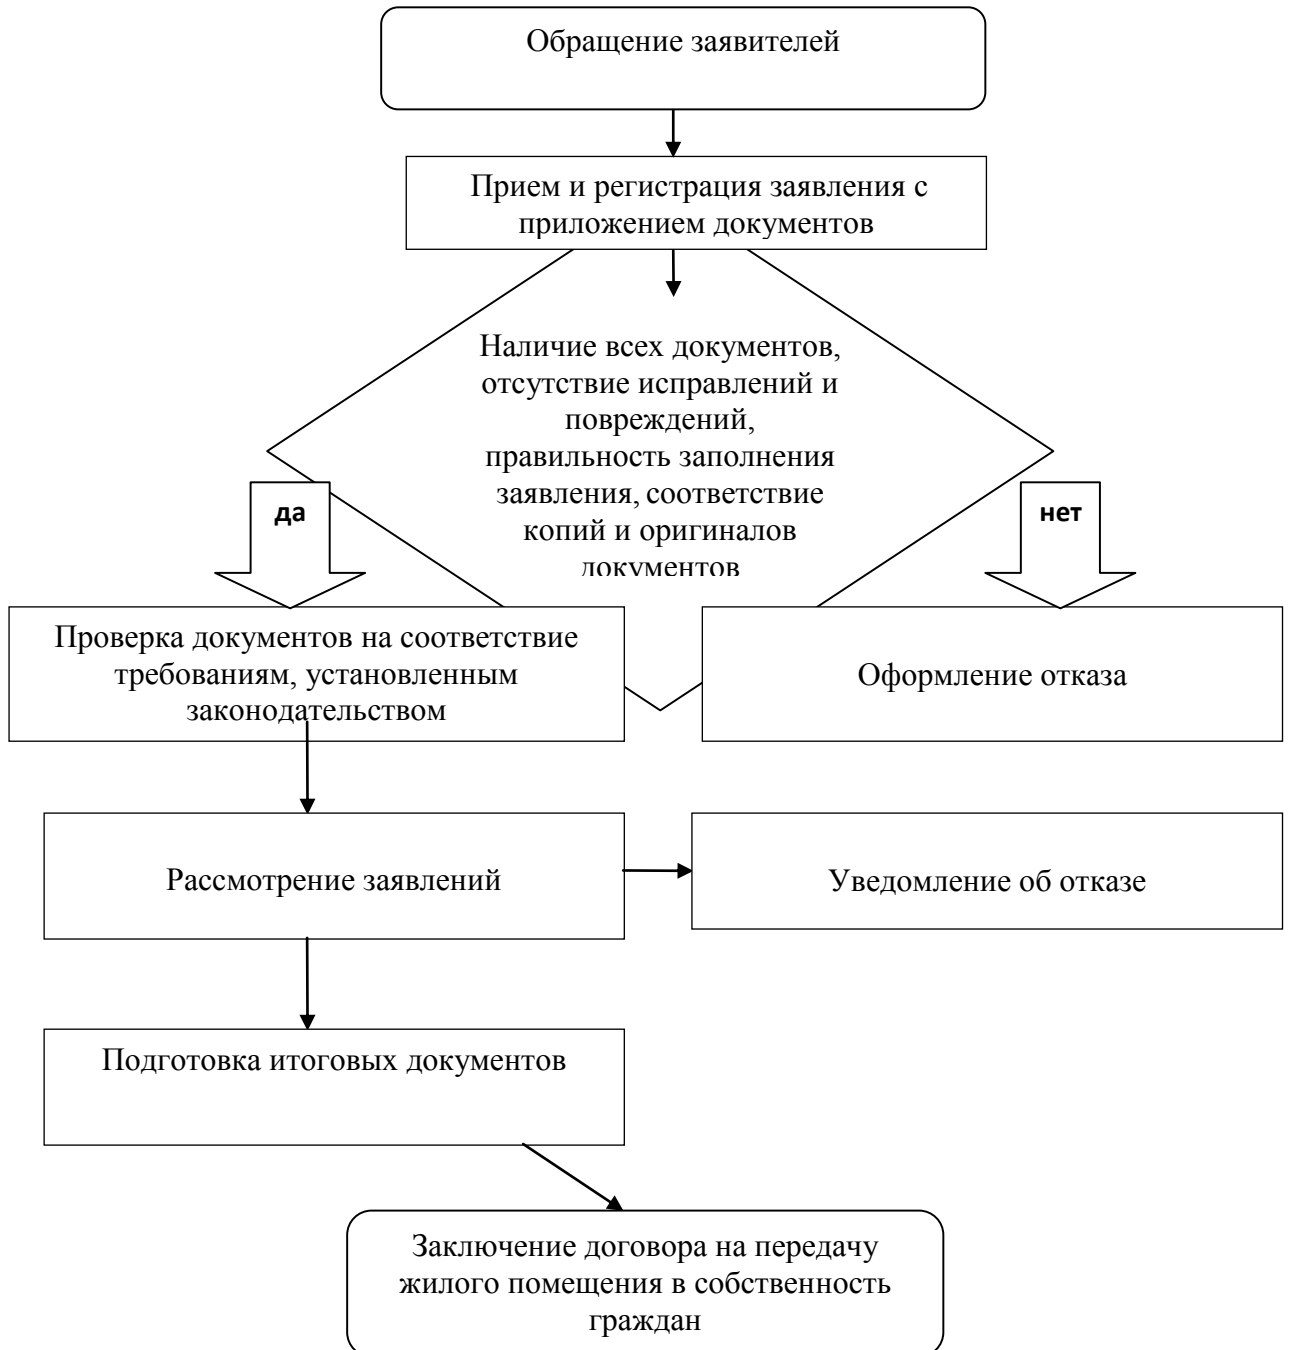 Обращение заявителей
Прием и регистрация заявления с
приложением документов
Наличие всех документов,
отсутствие исправлений и
повреждений,
правильность заполнения
заявления, соответствие
копий и оригиналов
документов
да
нет
Проверка документов на соответствие
требованиям, установленным
законодательством
Оформление отказа
Рассмотрение заявлений
Уведомление об отказе
Подготовка итоговых документов
Заключение договора на передачу
жилого помещения в собственность
граждан